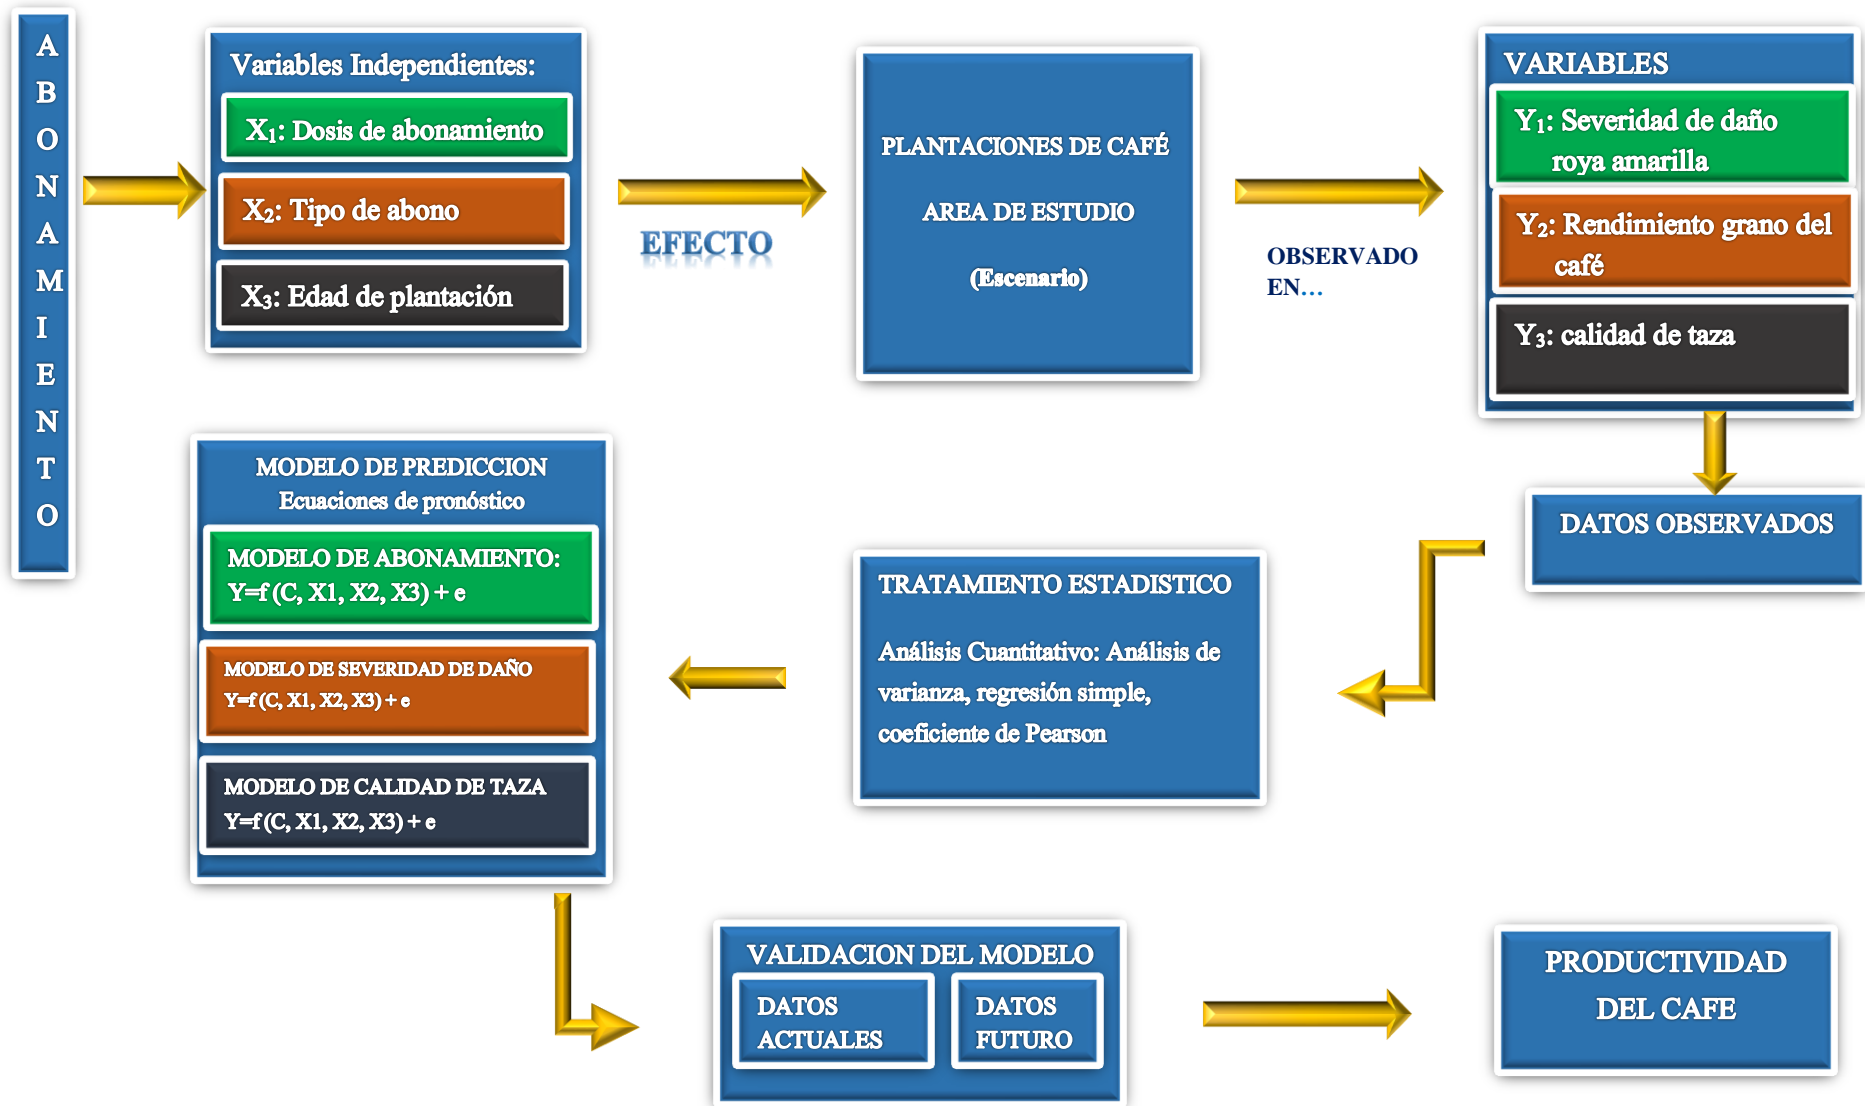 ABONAMIENTO
Variables Independientes:
X₁: Dosis de abonamiento
X₂: Tipo de abono
X₃: Edad de plantación
EFECTO
PLANTACIONES DE CAFÉ
AREA DE ESTUDIO
(Escenario)
OBSERVADO
EN...
VARIABLES
Y₁: Severidad de daño
roya amarilla
Y₂: Rendimiento grano del
café
Y₃: calidad de taza
DATOS OBSERVADOS
TRATAMIENTO ESTADISTICO
Análisis Cuantitativo: Análisis de
varianza, regresión simple,
coeficiente de Pearson
MODELO DE PREDICCION
Ecuaciones de pronóstico
MODELO DE ABONAMIENTO:
Y=f (C, X1, X2, X3) + e
MODELO DE SEVERIDAD DE DAÑO
Y=f (C, X1, X2, X3) + e
MODELO DE CALIDAD DE TAZA
Y=f (C, X1, X2, X3) + e
VALIDACION DEL MODELO
DATOS
ACTUALES
DATOS
FUTURO
PRODUCTIVIDAD
DEL CAFE